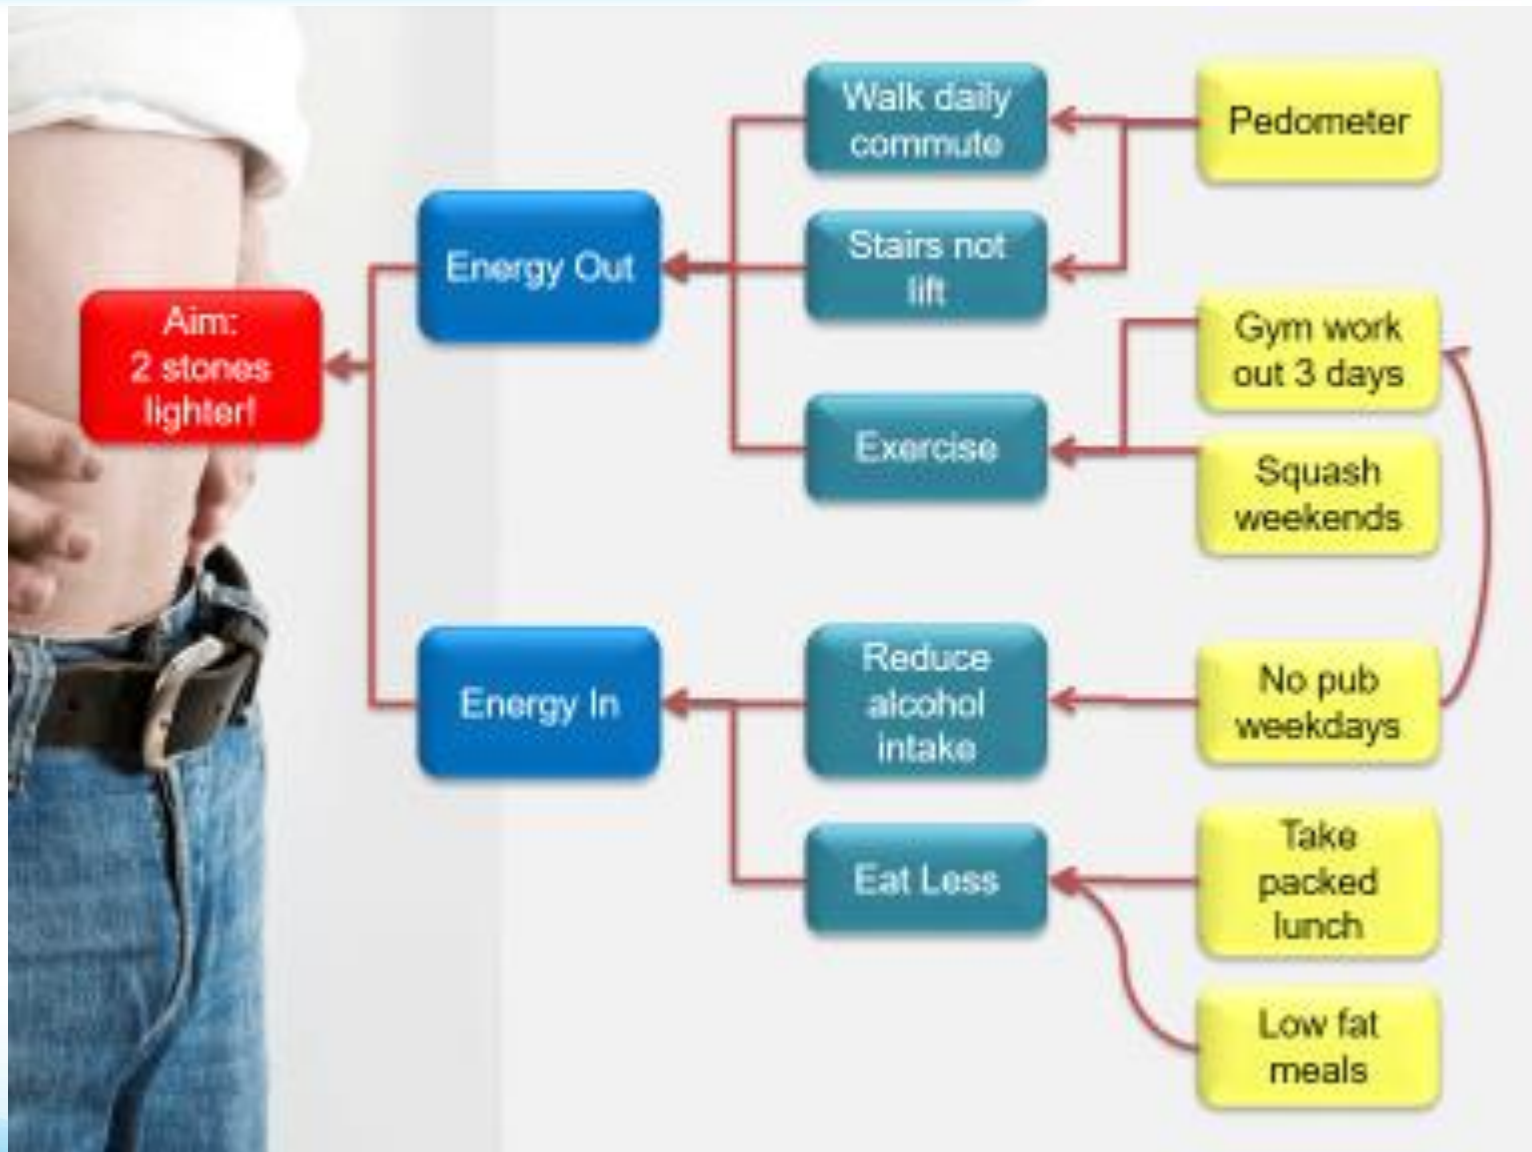 Walk daily
commute
Pedometer
Energy Out
Stairs not
lift
Aim:
2 stones
lighter!
Gym work
out 3 days
Exercise
Squash
weekends
Energy In
Reduce
alcohol
intake
No pub
weekdays
Eat Less
Take
packed
lunch
Low fat
meals